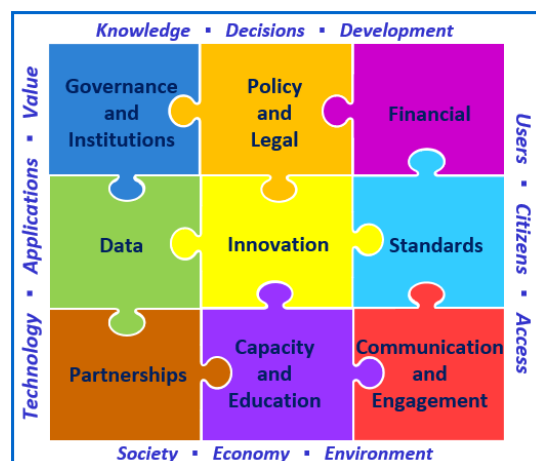 Knowledge ▪ Decisions ▪ Development
Technology ▪ Applications ▪ Value
Governance
and
Institutions
Policy
and
Legal
Financial
Data
Innovation
Standards
Partnerships
Capacity
and
Education
Communication
and
Engagement
Users ▪ Citizens ▪ Access
Society ▪ Economy ▪ Environment